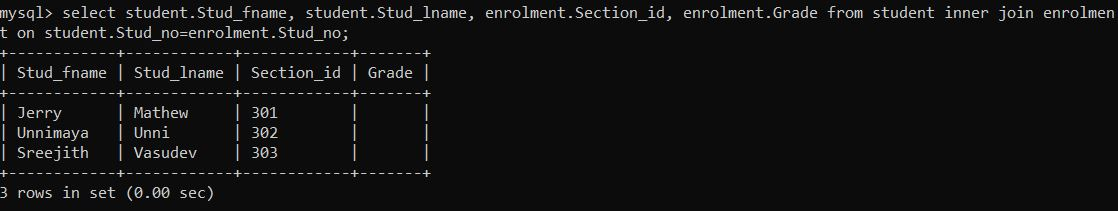 mysql> select student.Stud_fname, student.Stud_lname, enrolment.Section_id, enrolment.Grade from student inner join enrolmen
t on student.Stud_no=enrolment.Stud_no;
+------------+------------+------------+-------+
| Stud_fname | Stud_lname | Section_id | Grade |
+------------+------------+------------+-------+
| Jerry      | Mathew     | 301        |       |
| Unnimaya   | Unni       | 302        |       |
| Sreejith   | Vasudev    | 303        |       |
+------------+------------+------------+-------+
3 rows in set (0.00 sec)